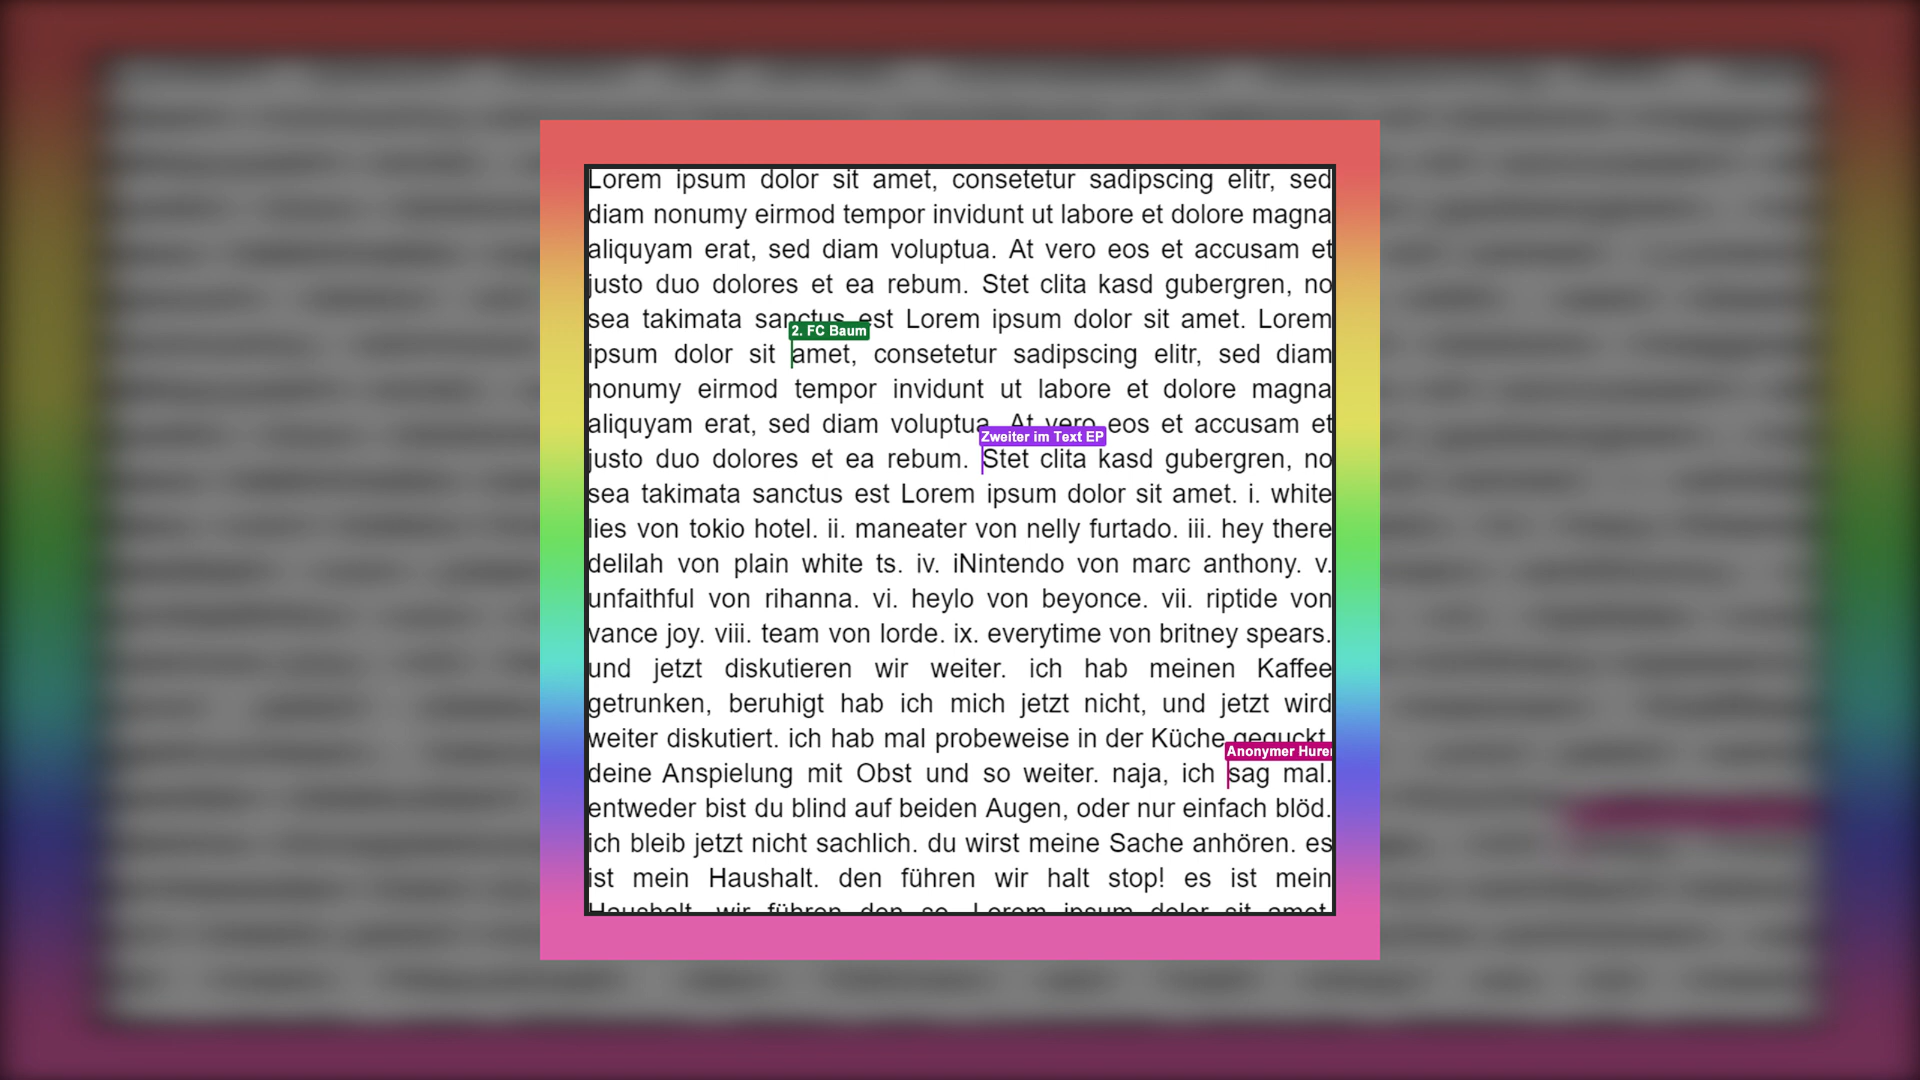 Lorem ipsum dolor sit amet, consetetur sadipscing elitr, sed
diam nonumy eirmod tempor invidunt ut labore et dolore magna
aliquyam erat, sed diam voluptua. At vero eos et accusam et
justo duo dolores et ea rebum. Stet clita kasd gubergren, no
sea takimata sanctus est Lorem ipsum dolor sit amet. Lorem
2. FC Baum
ipsum dolor sit amet, consetetur sadipscing elitr, sed diam
nonumy eirmod tempor invidunt ut labore et dolore magna
aliquyam erat, sed diam voluptua. At vero eos et accusam et
Zweiter im Text EP
justo duo dolores et ea rebum. Stet clita kasd gubergren, no
sea takimata sanctus est Lorem ipsum dolor sit amet. i. white
lies von tokio hotel. ii. maneater von nelly furtado. iii. hey there
delilah von plain white ts. iv. iNintendo von marc anthony. v.
unfaithful von rihanna. vi. heylo von beyonce. vii. riptide von
vance joy. viii. team von lorde. ix. everytime von britney spears.
und jetzt diskutieren wir weiter. ich hab meinen Kaffee
getrunken, beruhigt hab ich mich jetzt nicht, und jetzt wird
weiter diskutiert. ich hab mal probeweise in der Küche geguckt.
Anonymer Huren
deine Anspielung mit Obst und so weiter. naja, ich sag mal.
entweder bist du blind auf beiden Augen, oder nur einfach blöd.
ich bleib jetzt nicht sachlich. du wirst meine Sache anhören. es
ist mein Haushalt. den führen wir halt stop! es ist mein
Haushalt. wir führen den so. Lorem ipsum dolor sit amet,